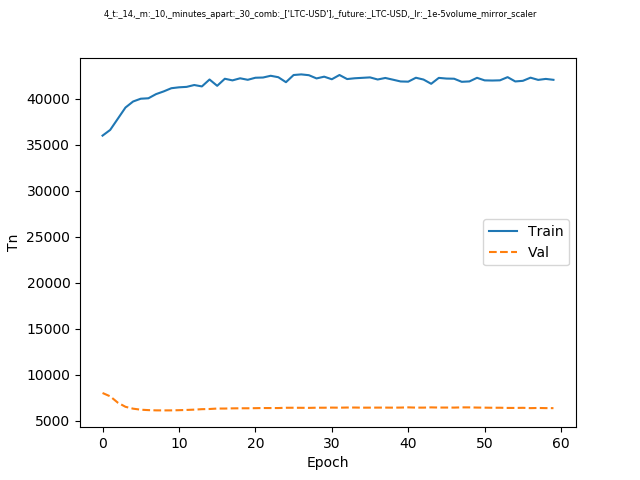 4_t:_14,_m:_10,_minutes_apart:_30_comb:_['LTC-USD'],_future:_LTC-USD,_lr:_1e-5volume_mirror_scaler
40000
35000
30000
25000
20000
15000
10000
5000
Tn
Train
Val
0 10 20 30 40 50 60
Epoch